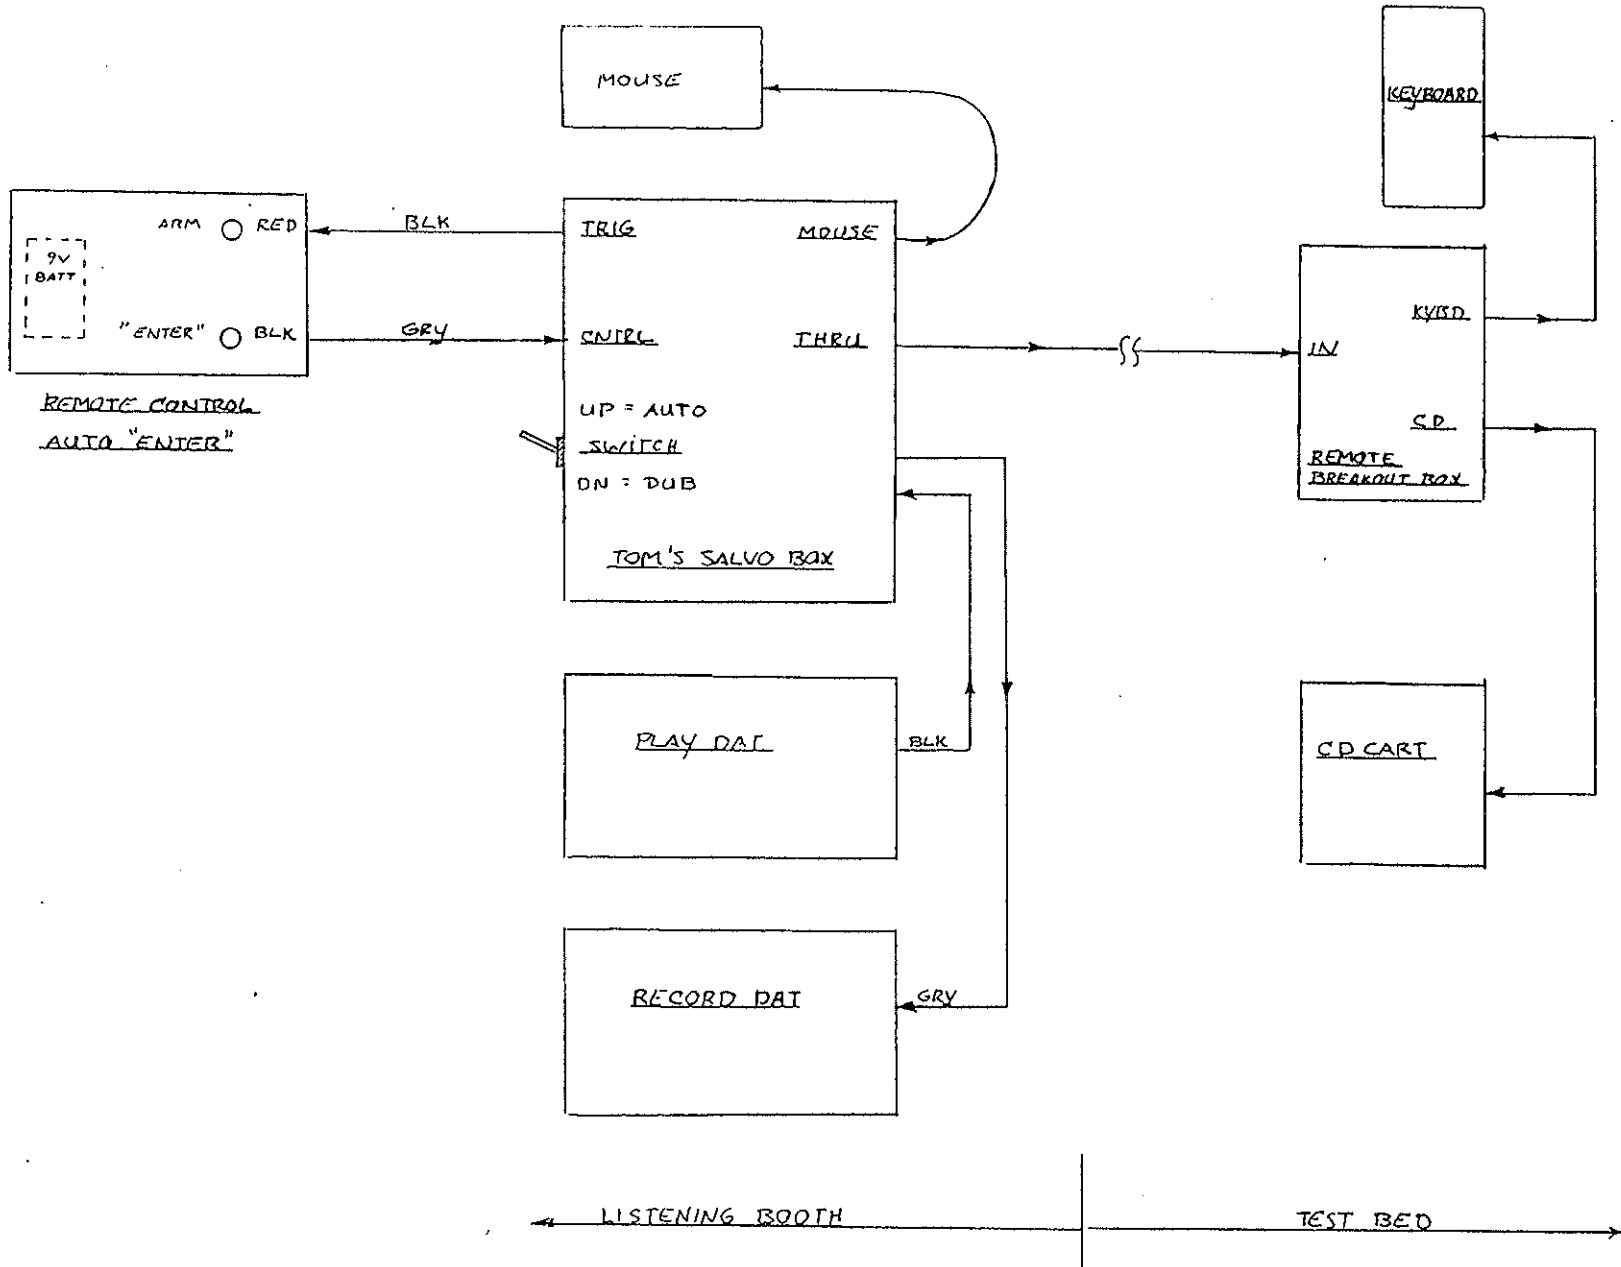 MOUSE
KEYBOARD
ARM RED
9V
BATT
"ENTER" BLK
REMOTE CONTROL
AUTO "ENTER"
BLK
GRY
TRIG
MOUSE
CNTRL
THRU
UP = AUTO
SWITCH
DN = DUB
TOM'S SALVO BOX
KYBD
IN
CD
REMOTE
BREAKOUT BOX
PLAY DAT
BLK
CD CART
RECORD DAT
GRY
LISTENING BOOTH
TEST BED